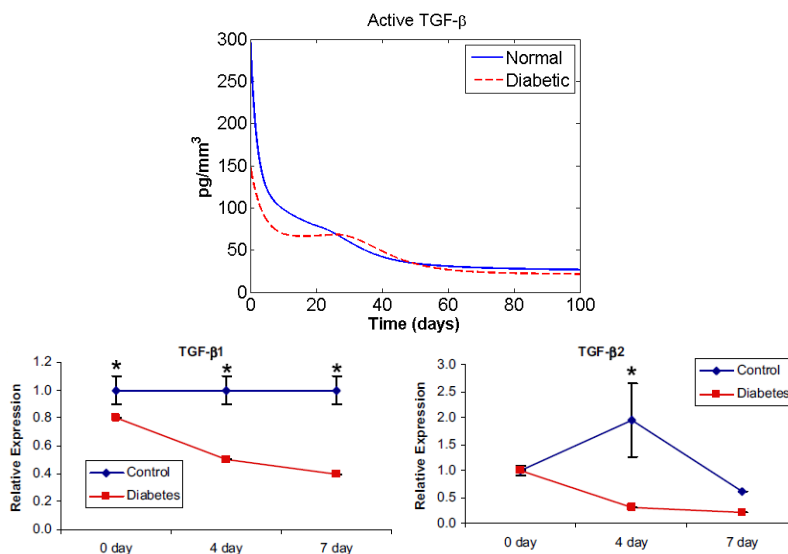 Active TGF-β
300
250
200
150
100
50
0
pg/mm³
Normal
Diabetic
0 20 40 60 80 100
Time (days)
TGF-β1
1.2
1.0
0.8
0.6
0.4
0.2
0.0
Relative Expression
* * *
Control
Diabetes
0 day 4 day 7 day
TGF-β2
3.0
2.5
2.0
1.5
1.0
0.5
0.0
Relative Expression
*
Control
Diabetes
0 day 4 day 7 day